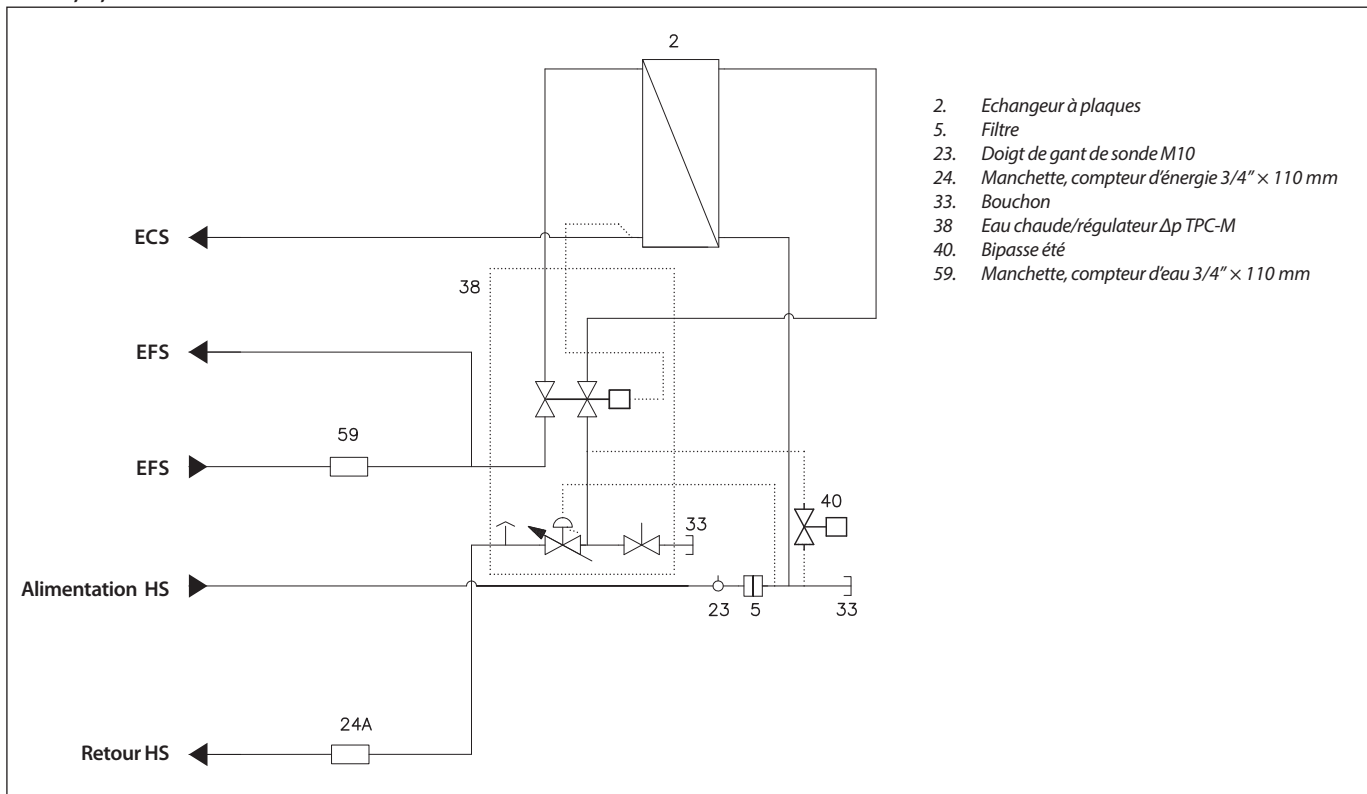 2
2. Echangeur à plaques
5. Filtre
23. Doigt de gant de sonde M10
24. Manchette, compteur d'énergie 3/4" × 110 mm
33. Bouchon
38 Eau chaude/régulateur Δp TPC-M
40. Bipasse été
59. Manchette, compteur d'eau 3/4" × 110 mm
ECS
38
EFS
59
EFS
40
33
Alimentation HS
23
5
33
24A
Retour HS